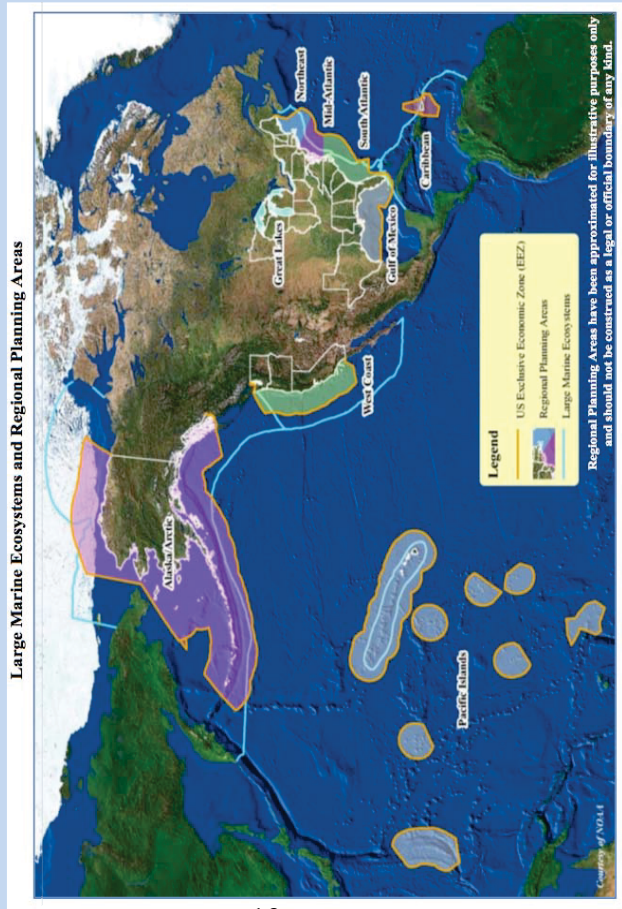 Large Marine Ecosystems and Regional Planning Areas
Alaska/Arctic
Great Lakes
Northeast
Mid-Atlantic
South Atlantic
Gulf of Mexico
Caribbean
West Coast
Pacific Islands
Legend
US Exclusive Economic Zone (EEZ)
Regional Planning Areas
Large Marine Ecosystems
Courtesy of NOAA
Regional Planning Areas have been approximated for illustrative purposes only
and should not be construed as a legal or official boundary of any kind.